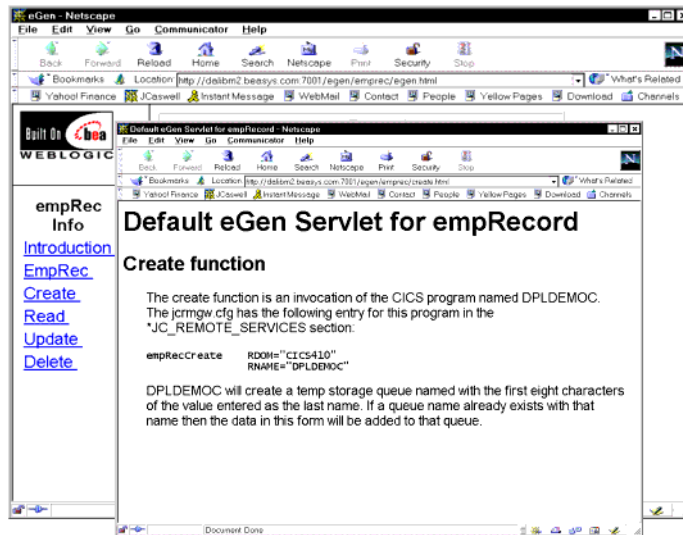 eGen - Netscape
File Edit View Go Communicator Help
Back Forward Reload Home Search Netscape Print Security Stop
Bookmarks Location: http://dalibm2.beasys.com:7001/egen/emprec/egen.html What's Related
Yahoo! Finance JCaswell Instant Message WebMail Contact People Yellow Pages Download Channels
Built On bea
WEBLOGIC
empRec
Info
Introduction
EmpRec
Create
Read
Update
Delete
Default eGen Servlet for empRecord - Netscape
File Edit View Go Communicator Help
Back Forward Reload Home Search Netscape Print Security Stop
Bookmarks Location: http://dalibm2.beasys.com:7001/egen/emprec/create.html What's Related
Yahoo! Finance JCaswell Instant Message WebMail Contact People Yellow Pages Download Channels
Default eGen Servlet for empRecord
Create function
The create function is an invocation of the CICS program named DPLDEMOC.
The jcrmgw.cfg has the following entry for this program in the
*JC_REMOTE_SERVICES section:
empRecCreate RDOM="CICS410"
RNAME="DPLDEMOC"
DPLDEMOC will create a temp storage queue named with the first eight characters
of the value entered as the last name. If a queue name already exists with that
name then the data in this form will be added to that queue.
Document: Done